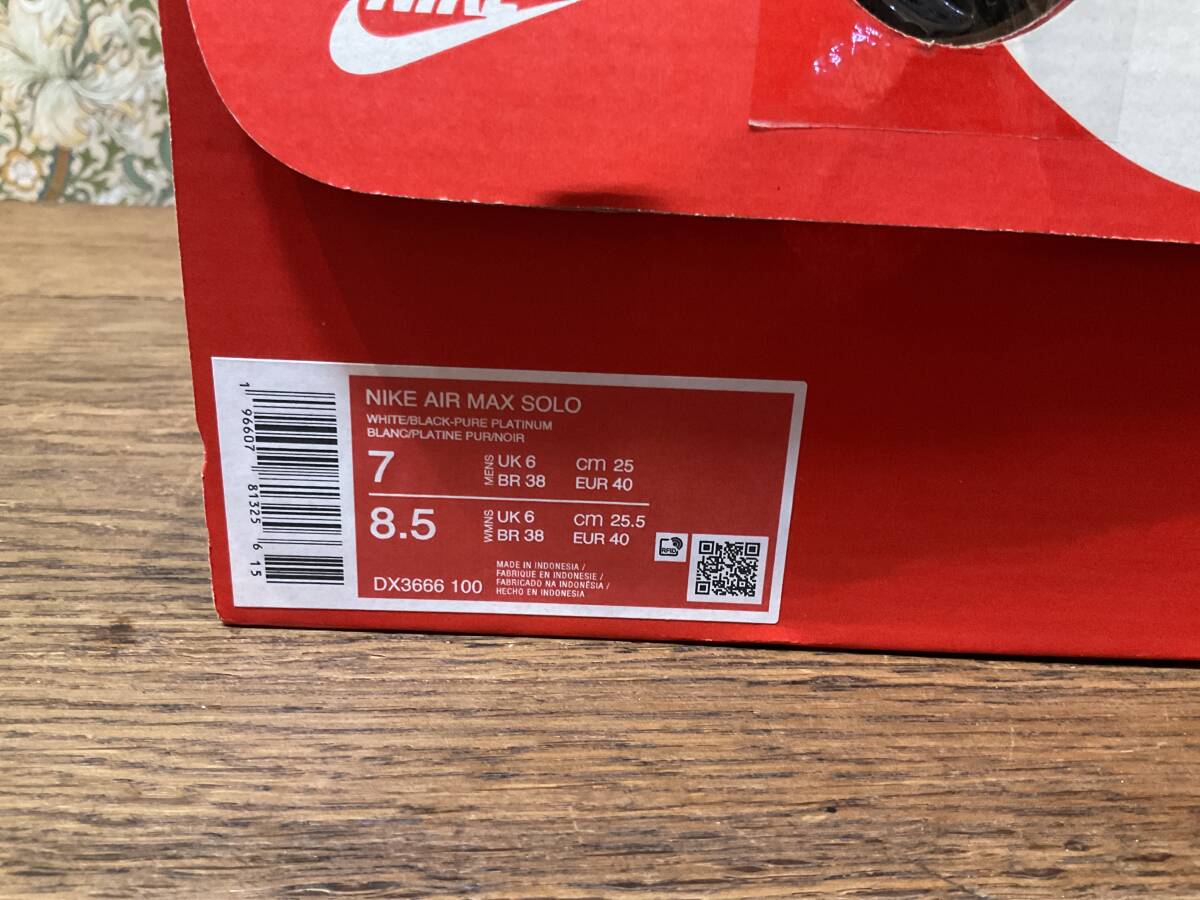 NIKE
NIKE AIR MAX SOLO
WHITE/BLACK-PURE PLATINUM
BLANC/PLATINE PUR/NOIR
7 MENS UK 6 cm 25
BR 38 EUR 40
8.5 WMNS UK 6 cm 25.5
BR 38 EUR 40
RFID
DX3666 100
MADE IN INDONESIA /
FABRIQUE EN INDONESIE /
FABRICADO NA INDONÉSIA /
HECHO EN INDONESIA
1 96607 81325 6 15